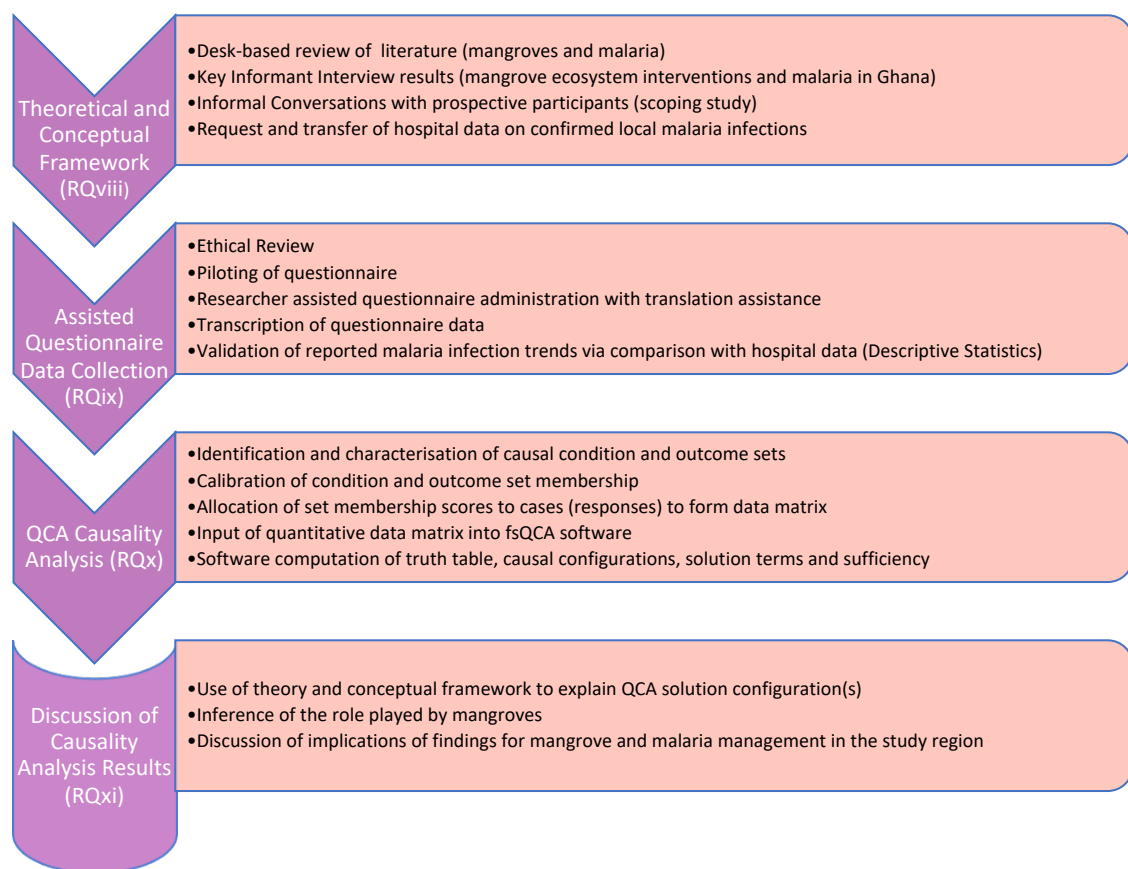 Theoretical and
Conceptual
Framework
(RQviii)
•Desk-based review of literature (mangroves and malaria)
•Key Informant Interview results (mangrove ecosystem interventions and malaria in Ghana)
•Informal Conversations with prospective participants (scoping study)
•Request and transfer of hospital data on confirmed local malaria infections
Assisted
Questionnaire
Data Collection
(RQix)
•Ethical Review
•Piloting of questionnaire
•Researcher assisted questionnaire administration with translation assistance
•Transcription of questionnaire data
•Validation of reported malaria infection trends via comparison with hospital data (Descriptive Statistics)
QCA Causality
Analysis (RQx)
•Identification and characterisation of causal condition and outcome sets
•Calibration of condition and outcome set membership
•Allocation of set membership scores to cases (responses) to form data matrix
•Input of quantitative data matrix into fsQCA software
•Software computation of truth table, causal configurations, solution terms and sufficiency
Discussion of
Causality
Analysis Results
(RQxi)
•Use of theory and conceptual framework to explain QCA solution configuration(s)
•Inference of the role played by mangroves
•Discussion of implications of findings for mangrove and malaria management in the study region